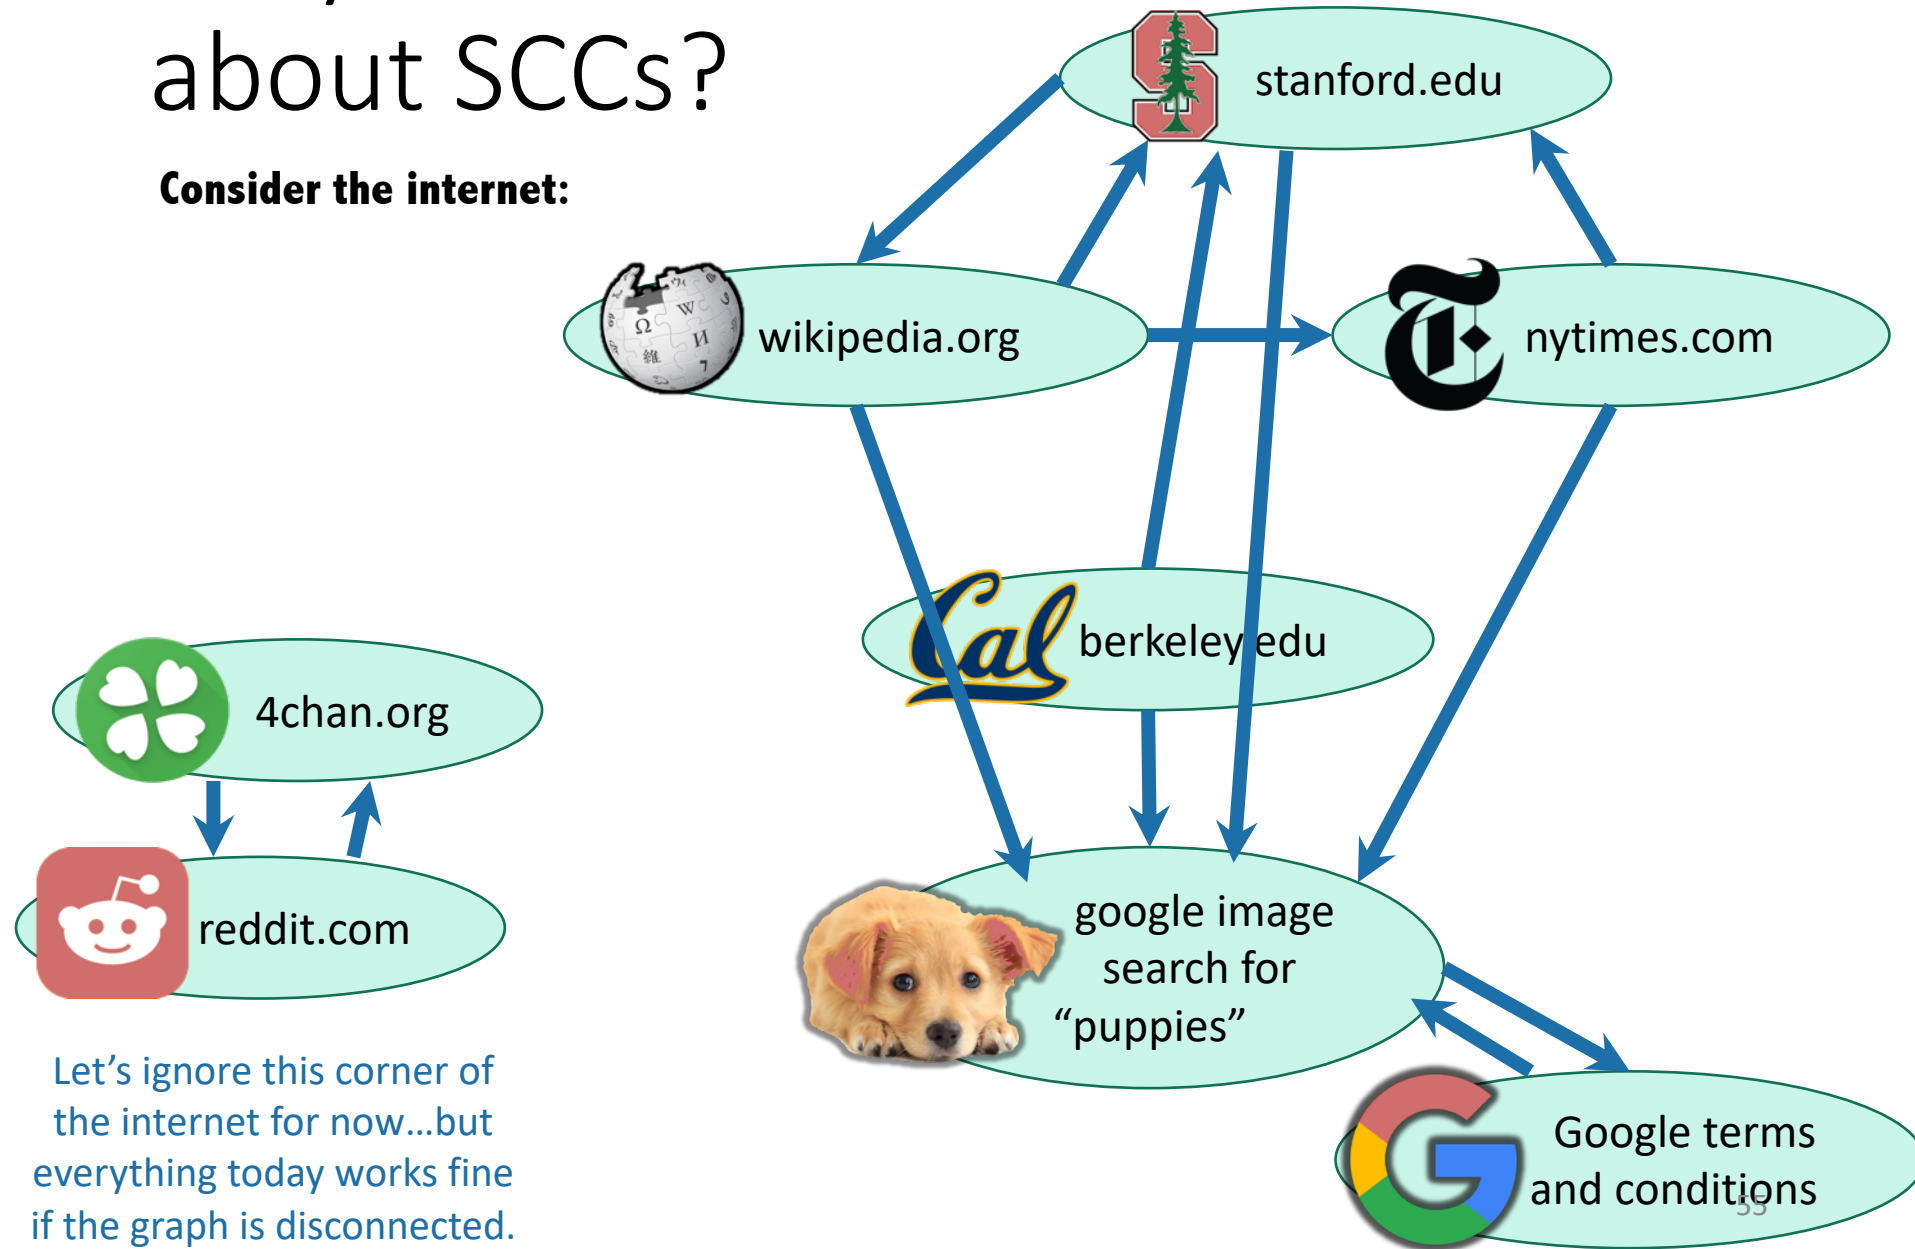 about SCCs?
Consider the internet:
stanford.edu
wikipedia.org
nytimes.com
berkeley.edu
4chan.org
reddit.com
google image
search for
“puppies”
Let’s ignore this corner of
the internet for now…but
everything today works fine
if the graph is disconnected.
Google terms
and conditions
55